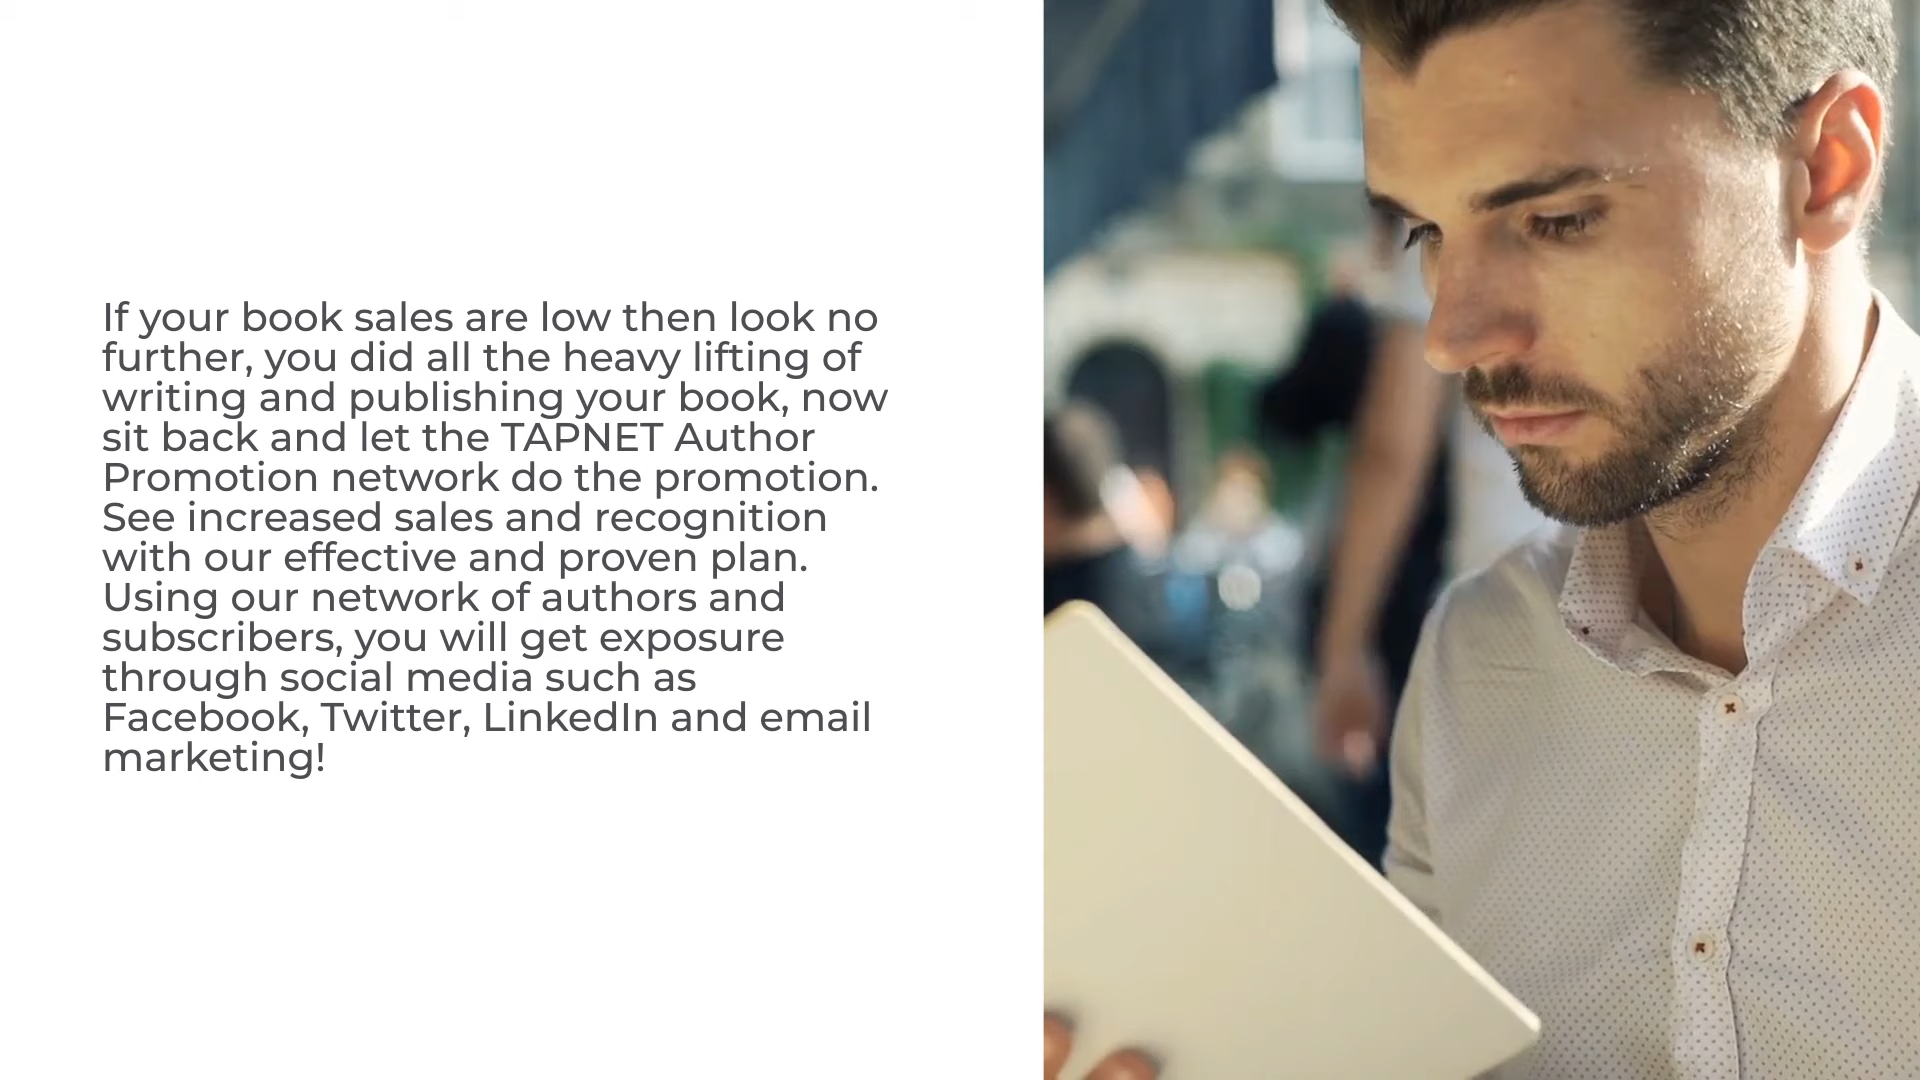 If your book sales are low then look no
further, you did all the heavy lifting of
writing and publishing your book, now
sit back and let the TAPNET Author
Promotion network do the promotion.
See increased sales and recognition
with our effective and proven plan.
Using our network of authors and
subscribers, you will get exposure
through social media such as
Facebook, Twitter, LinkedIn and email
marketing!